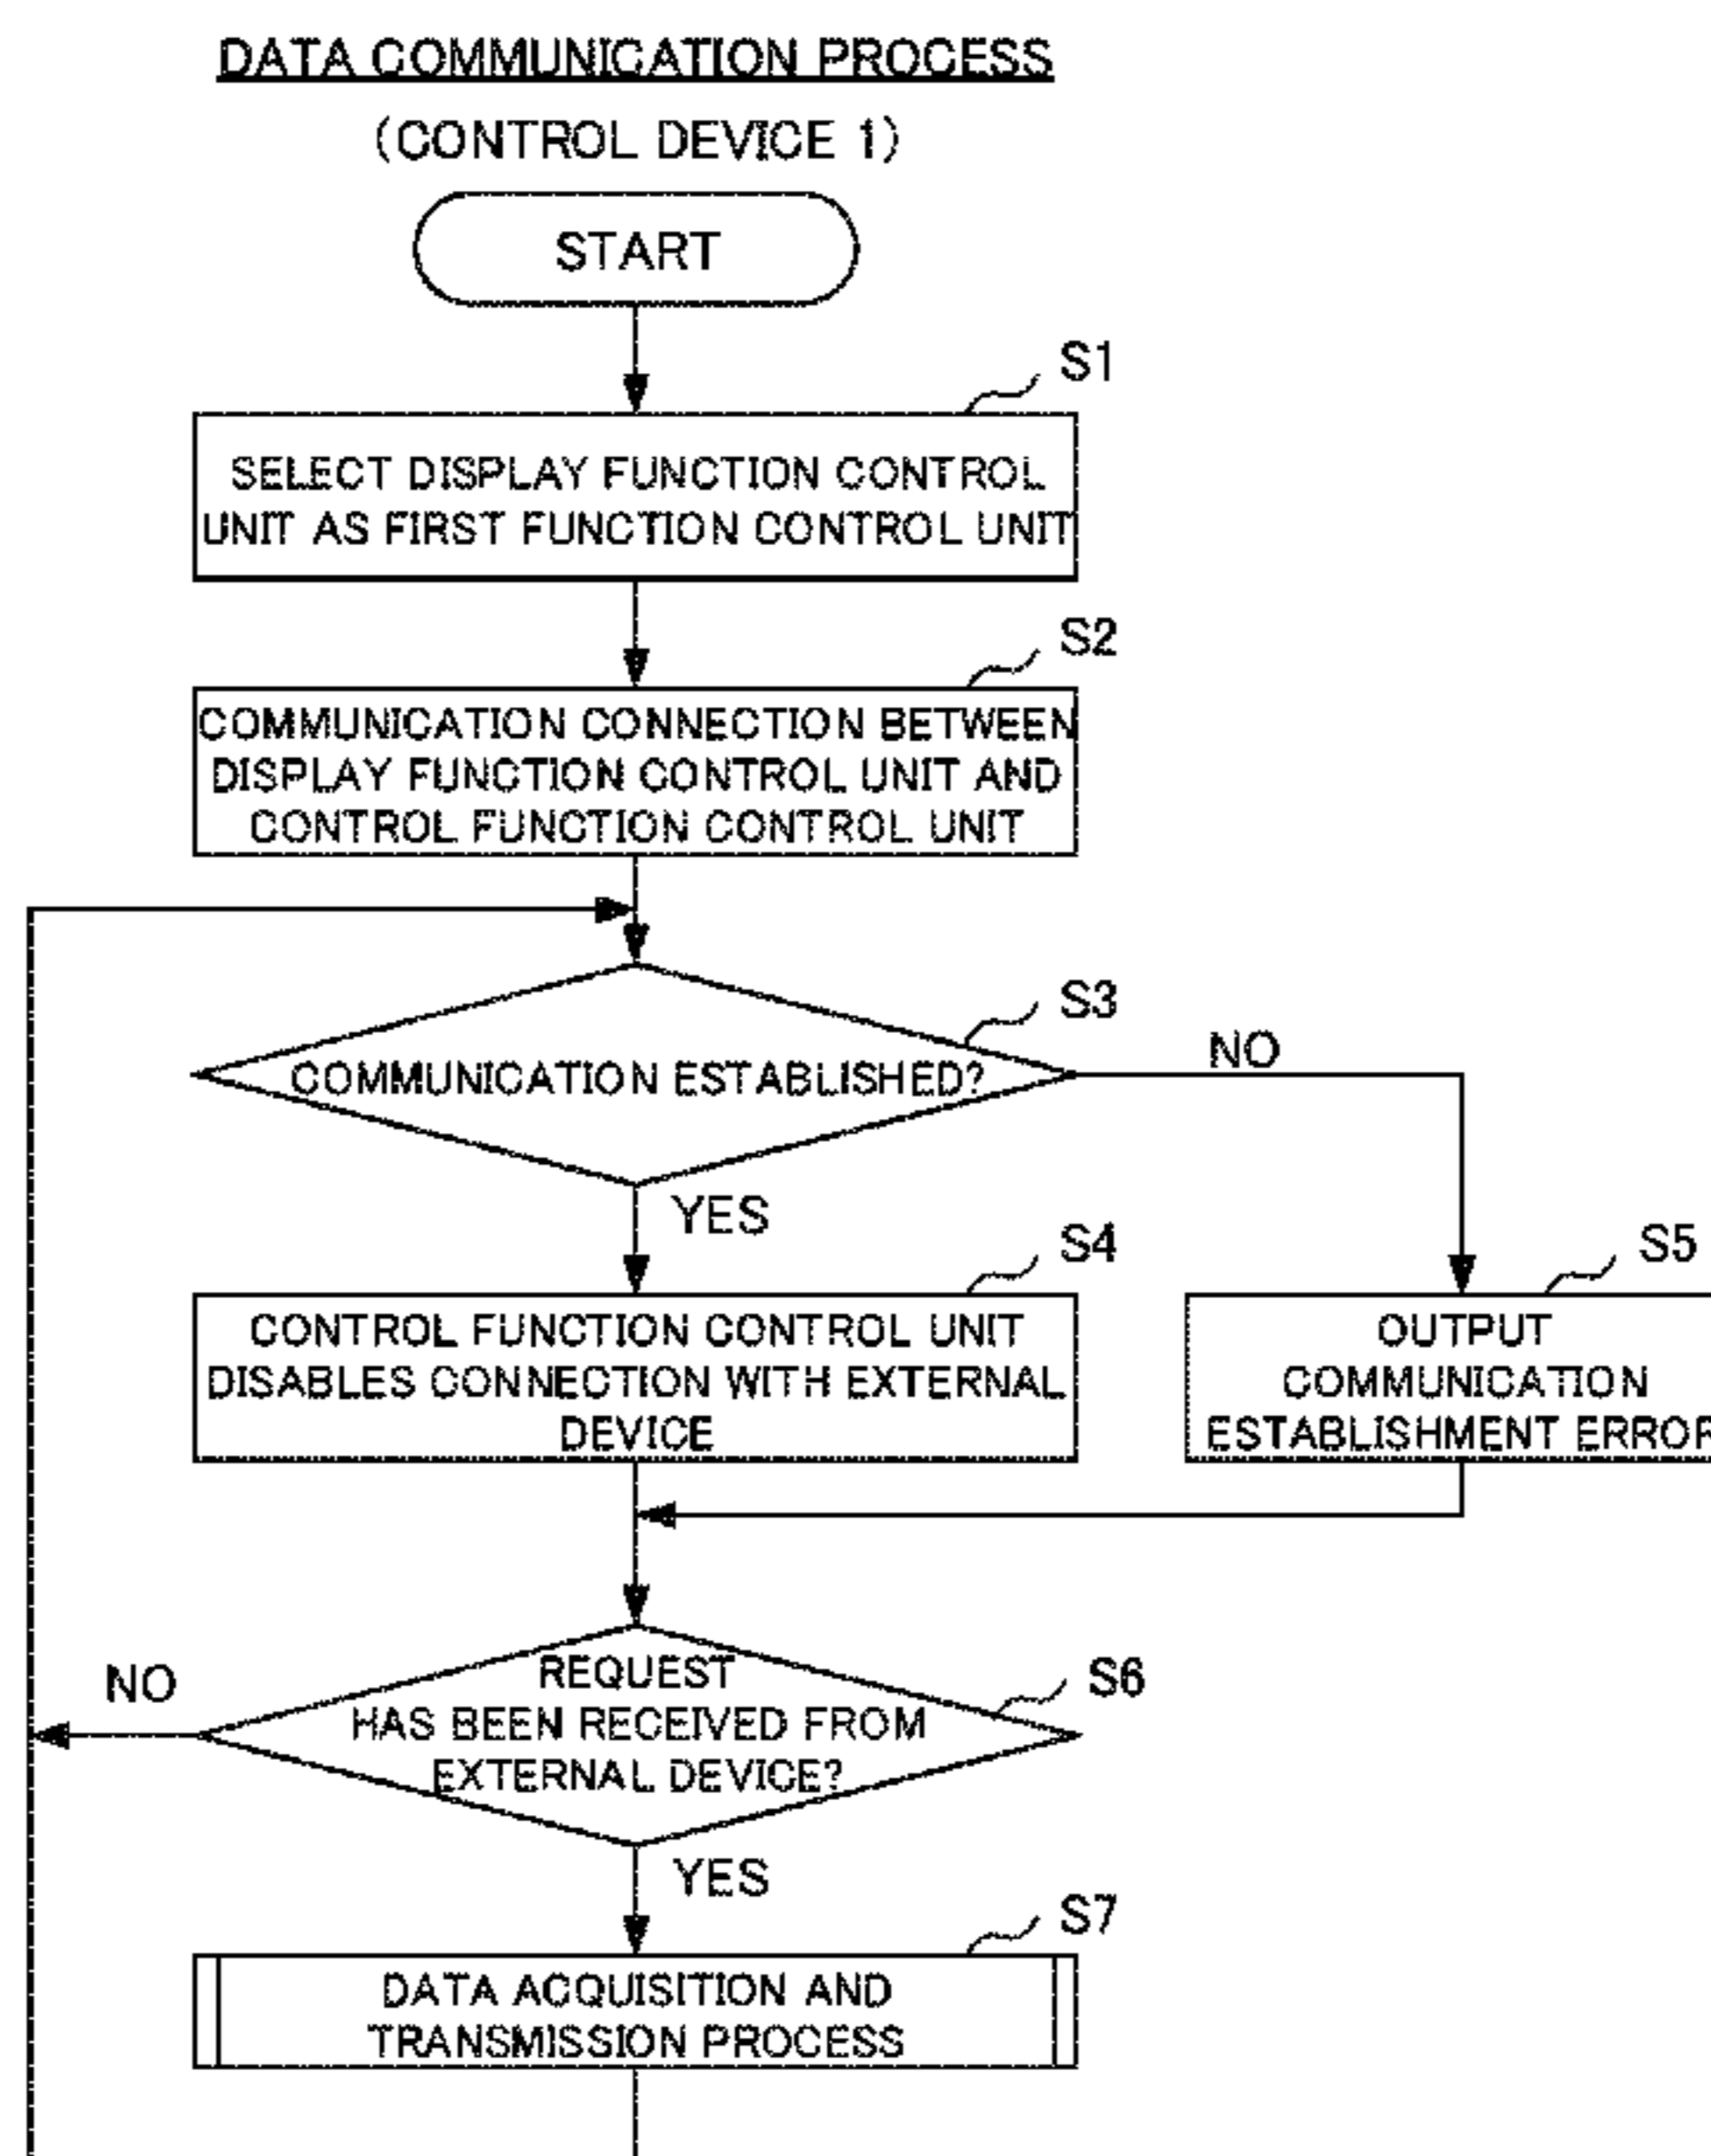 DATA COMMUNICATION PROCESS
(CONTROL DEVICE 1)
START
S1
SELECT DISPLAY FUNCTION CONTROL
UNIT AS FIRST FUNCTION CONTROL UNIT
S2
COMMUNICATION CONNECTION BETWEEN
DISPLAY FUNCTION CONTROL UNIT AND
CONTROL FUNCTION CONTROL UNIT
S3
COMMUNICATION ESTABLISHED?
NO
YES
S4
CONTROL FUNCTION CONTROL UNIT
DISABLES CONNECTION WITH EXTERNAL
DEVICE
S5
OUTPUT
COMMUNICATION
ESTABLISHMENT ERROR
S6
REQUEST
HAS BEEN RECEIVED FROM
EXTERNAL DEVICE?
NO
YES
S7
DATA ACQUISITION AND
TRANSMISSION PROCESS